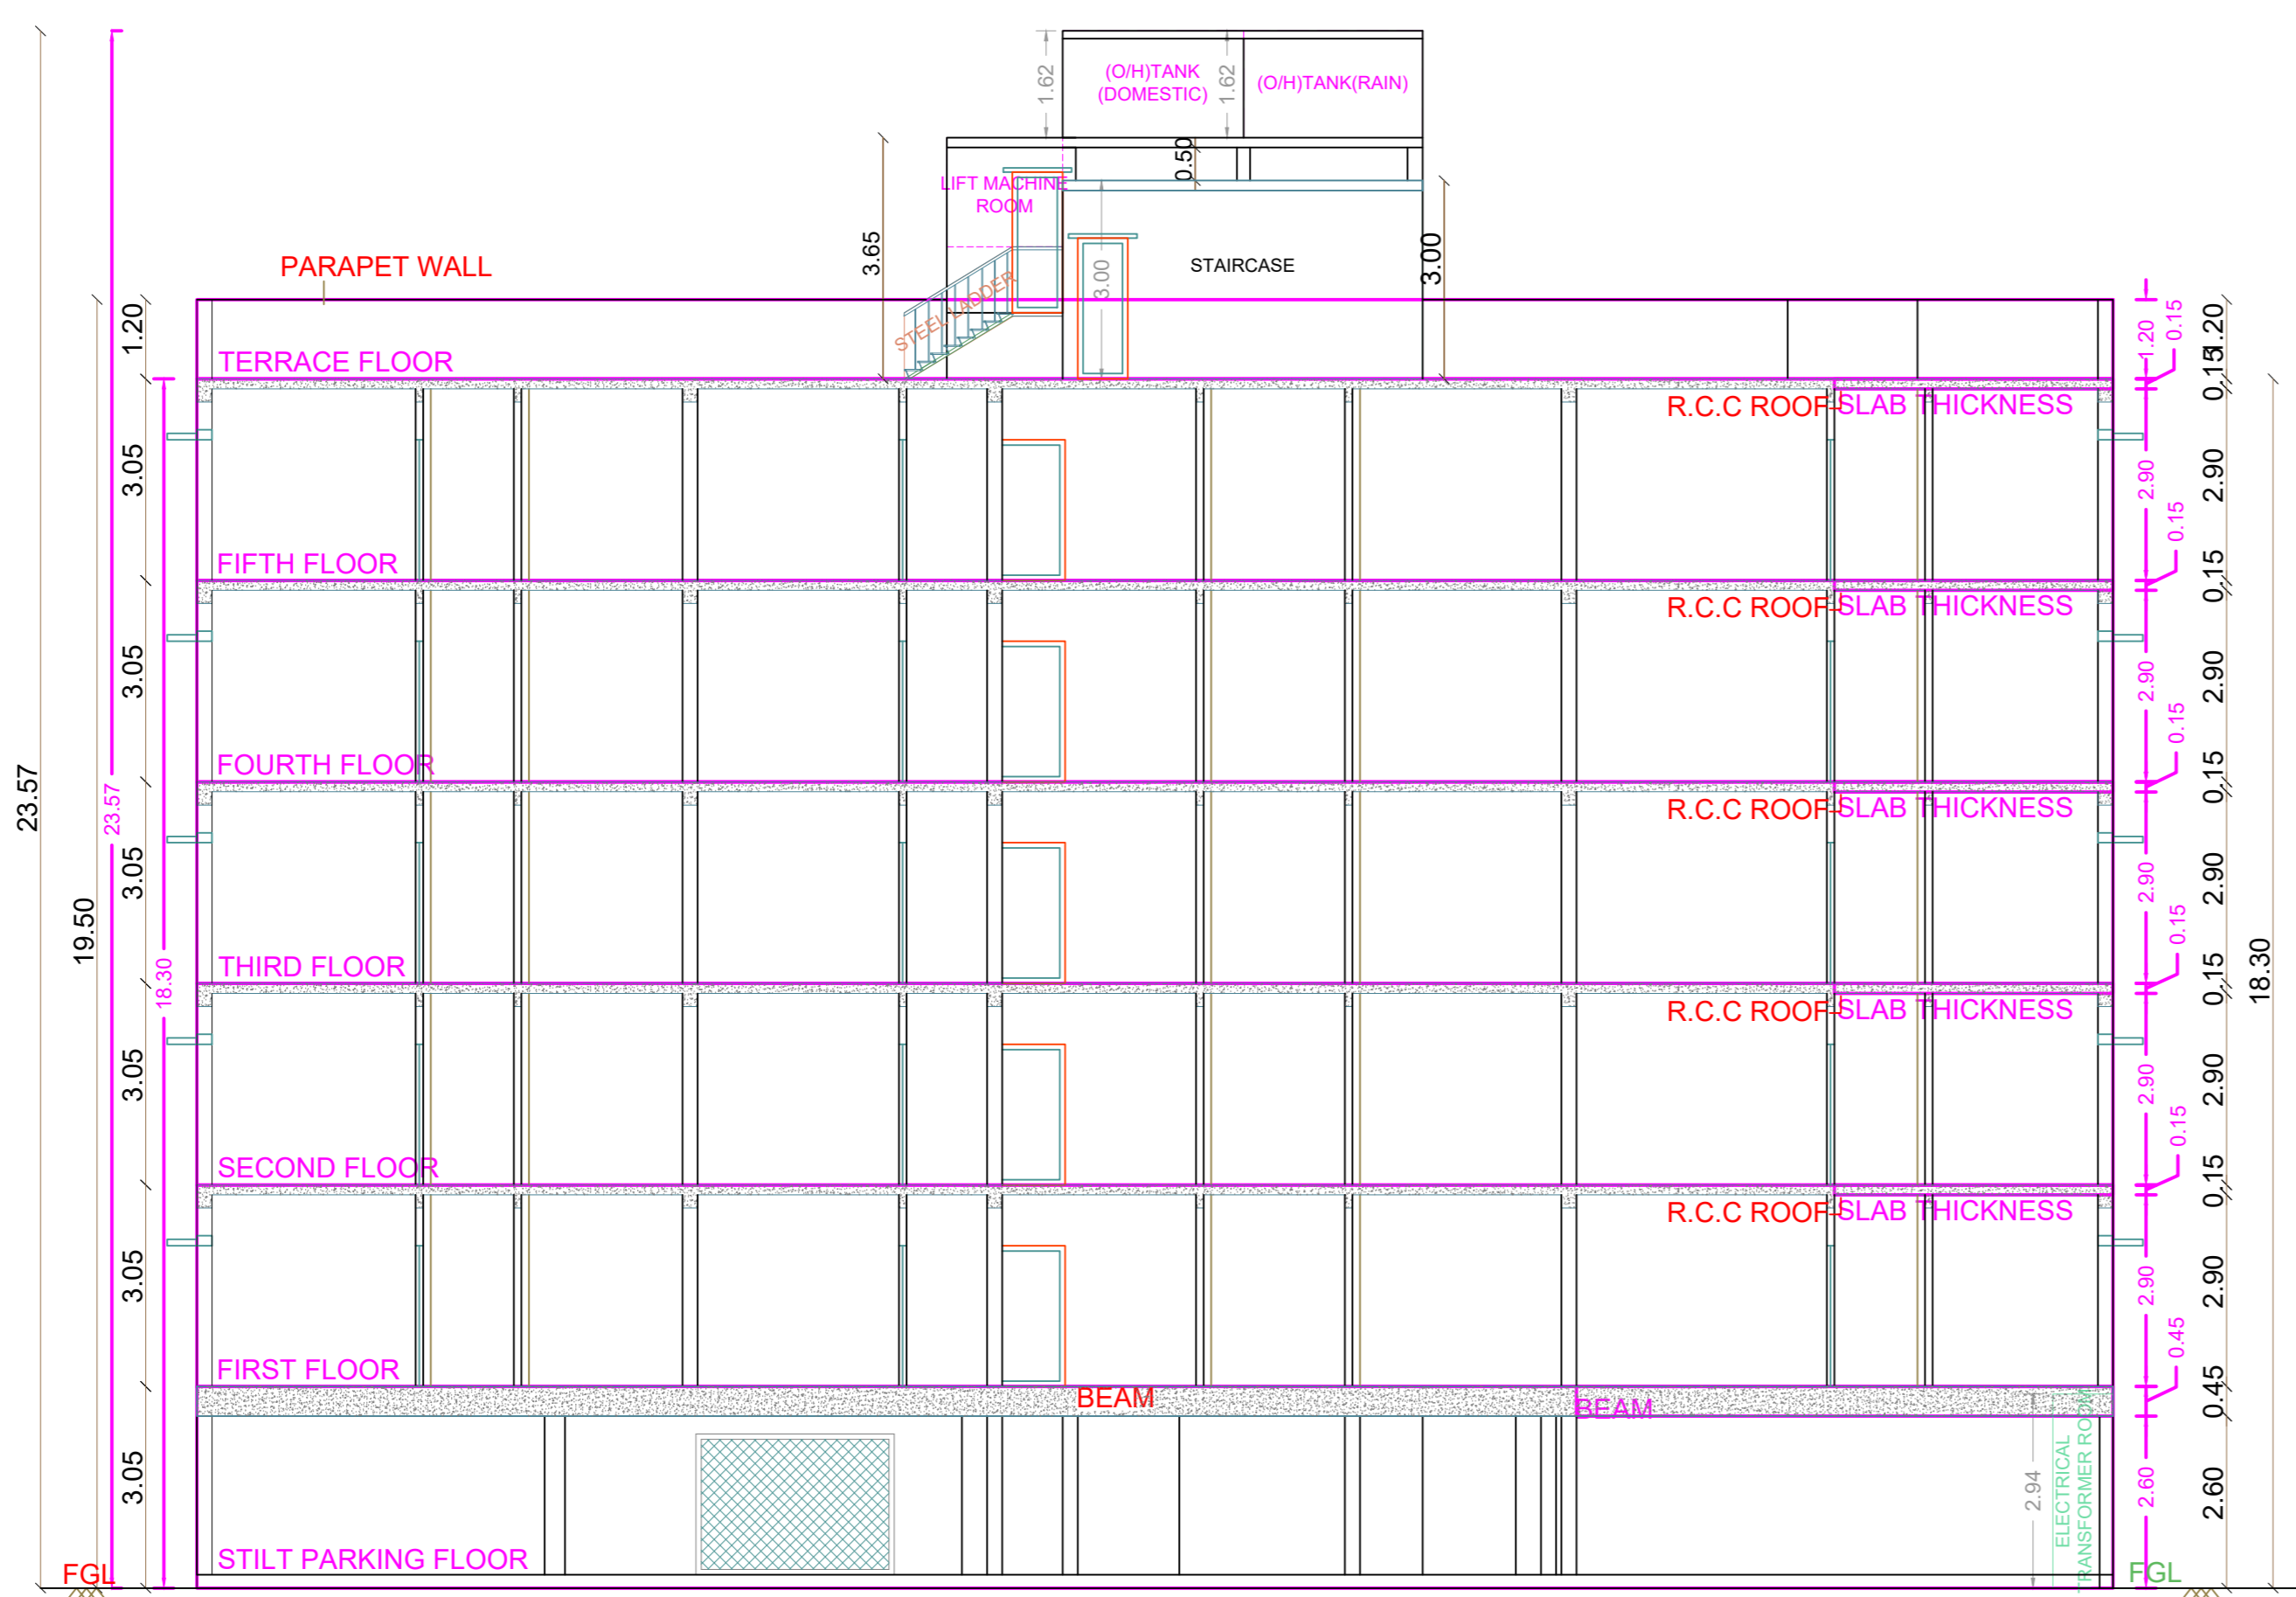 (O/H)TANK
(DOMESTIC)
(O/H)TANK(RAIN)
1.62
1.62
0.50
LIFT MACHINE
ROOM
3.65
3.00
STAIRCASE
3.00
STEEL LADDER
PARAPET WALL
1.20
TERRACE FLOOR
1.20
0.15
1.20
0.15
R.C.C ROOF SLAB THICKNESS
3.05
2.90
2.90
FIFTH FLOOR
0.15
0.15
R.C.C ROOF SLAB THICKNESS
3.05
2.90
2.90
FOURTH FLOOR
0.15
0.15
R.C.C ROOF SLAB THICKNESS
23.57
23.57
3.05
2.90
2.90
19.50
18.30
18.30
THIRD FLOOR
0.15
0.15
R.C.C ROOF SLAB THICKNESS
3.05
2.90
2.90
SECOND FLOOR
0.15
0.15
R.C.C ROOF SLAB THICKNESS
3.05
2.90
2.90
FIRST FLOOR
0.45
0.45
BEAM
BEAM
3.05
2.94
ELECTRICAL
TRANSFORMER ROOM
2.60
2.60
STILT PARKING FLOOR
FGL
FGL